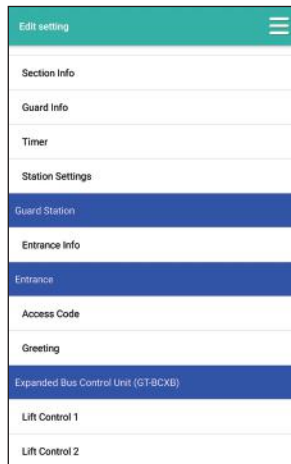 Edit setting
Section Info
Guard Info
Timer
Station Settings
Guard Station
Entrance Info
Entrance
Access Code
Greeting
Expanded Bus Control Unit (GT-BCXB)
Lift Control 1
Lift Control 2